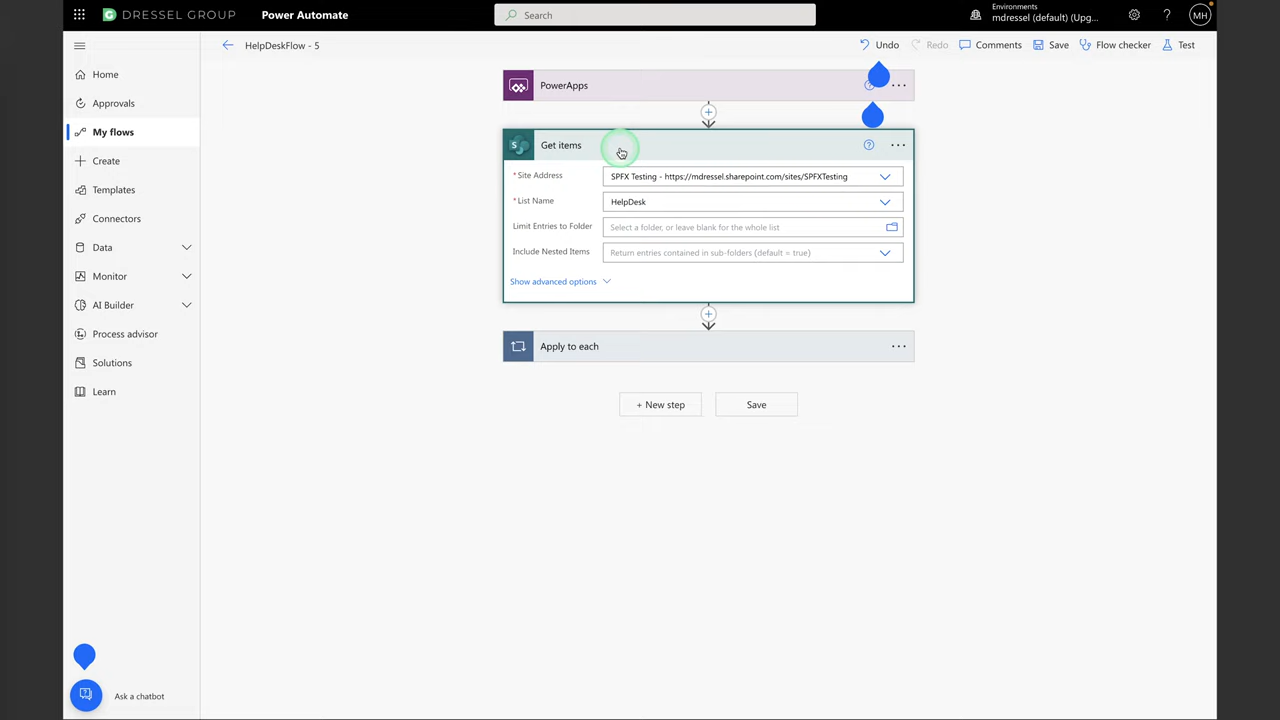 DRESSEL GROUP
Power Automate
Search
Environments
mdressel (default) (Upg...
?
MH
HelpDeskFlow - 5
Undo
Redo
Comments
Save
Flow checker
Test
Home
Approvals
My flows
Create
Templates
Connectors
Data
Monitor
AI Builder
Process advisor
Solutions
Learn
PowerApps
S
Get items
* Site Address
SPFX Testing - https://mdressel.sharepoint.com/sites/SPFXTesting
* List Name
HelpDesk
Limit Entries to Folder
Select a folder, or leave blank for the whole list
Include Nested Items
Return entries contained in sub-folders (default = true)
Show advanced options
Apply to each
+ New step
Save
Ask a chatbot